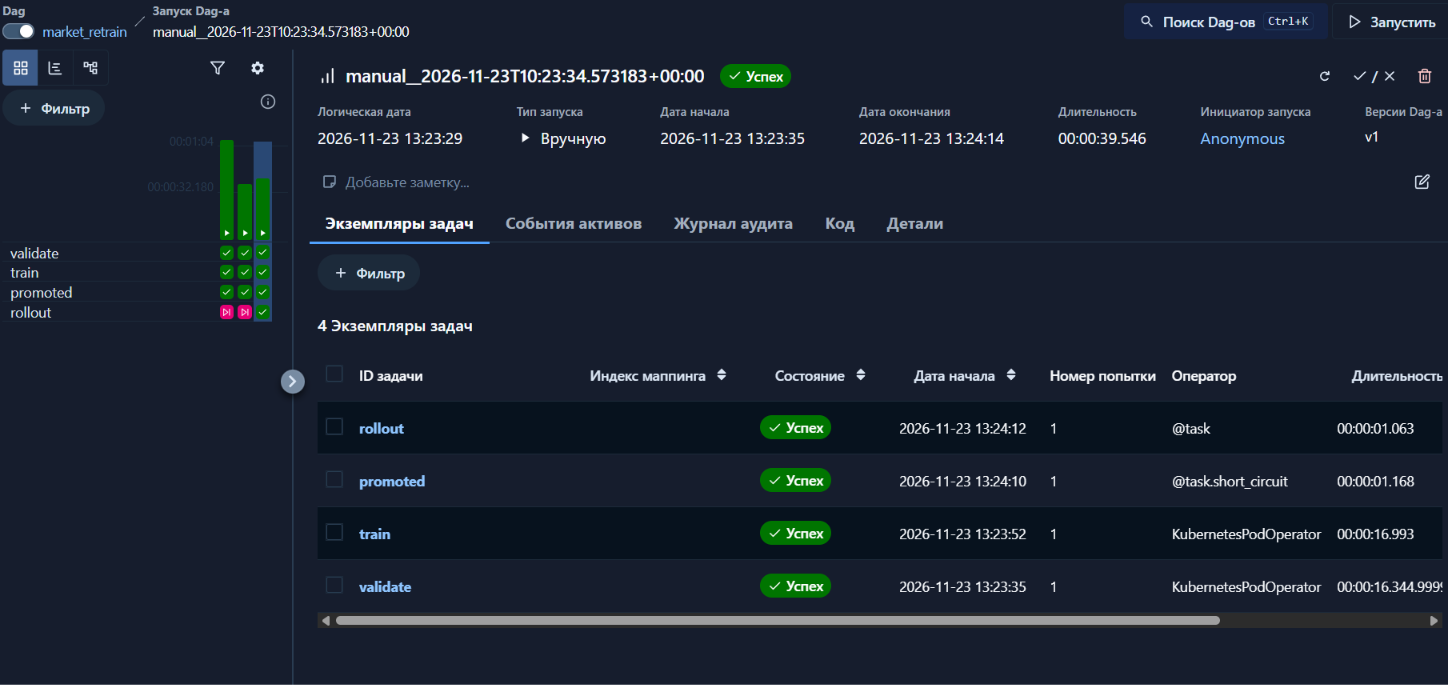 Dag
market_retrain
Запуск Dag-а
manual__2026-11-23T10:23:34.573183+00:00
Поиск Dag-ов Ctrl+K
Запустить
+ Фильтр
00:01:04
00:00:32.180
validate
train
promoted
rollout
manual__2026-11-23T10:23:34.573183+00:00 Успех
Логическая дата Тип запуска Дата начала Дата окончания Длительность Инициатор запуска Версии Dag-а
2026-11-23 13:23:29 Вручную 2026-11-23 13:23:35 2026-11-23 13:24:14 00:00:39.546 Anonymous v1
Добавьте заметку...
Экземпляры задач События активов Журнал аудита Код Детали
+ Фильтр
4 Экземпляры задач
ID задачи Индекс маппинга Состояние Дата начала Номер попытки Оператор Длительность
rollout Успех 2026-11-23 13:24:12 1 @task 00:00:01.063
promoted Успех 2026-11-23 13:24:10 1 @task.short_circuit 00:00:01.168
train Успех 2026-11-23 13:23:52 1 KubernetesPodOperator 00:00:16.993
validate Успех 2026-11-23 13:23:35 1 KubernetesPodOperator 00:00:16.344.999